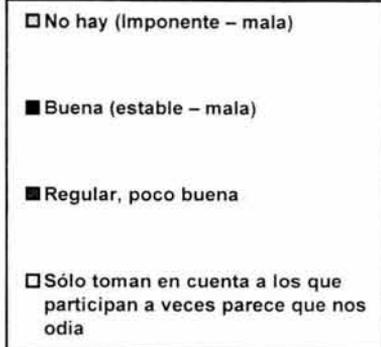 No hay (Imponente – mala)
Buena (estable – mala)
Regular, poco buena
Sólo toman en cuenta a los que
participan a veces parece que nos
odia